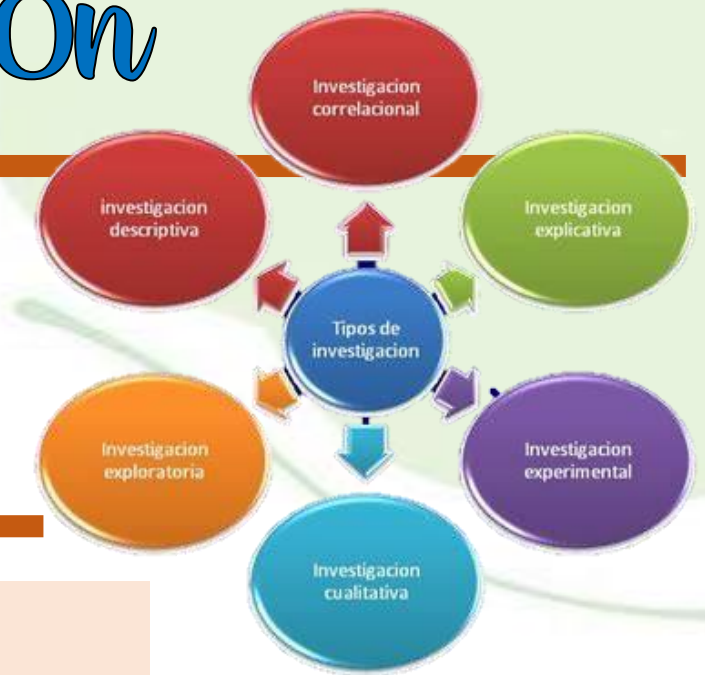 On
Investigacion
correlacional
investigacion
descriptiva
Investigacion
explicativa
Tipos de
investigacion
Investigacion
exploratoria
Investigacion
experimental
Investigacion
cualitativa